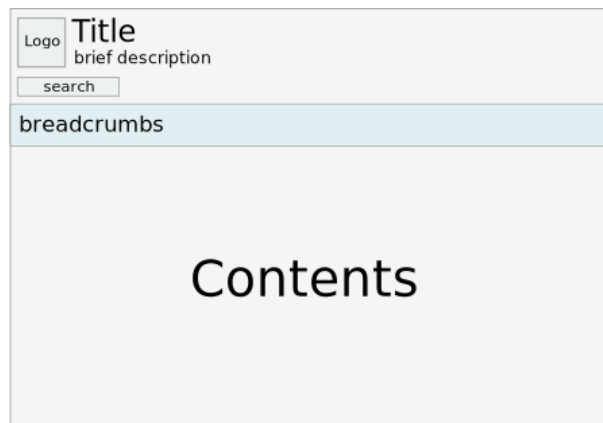 Logo
Title
brief description
search
breadcrumbs
Contents